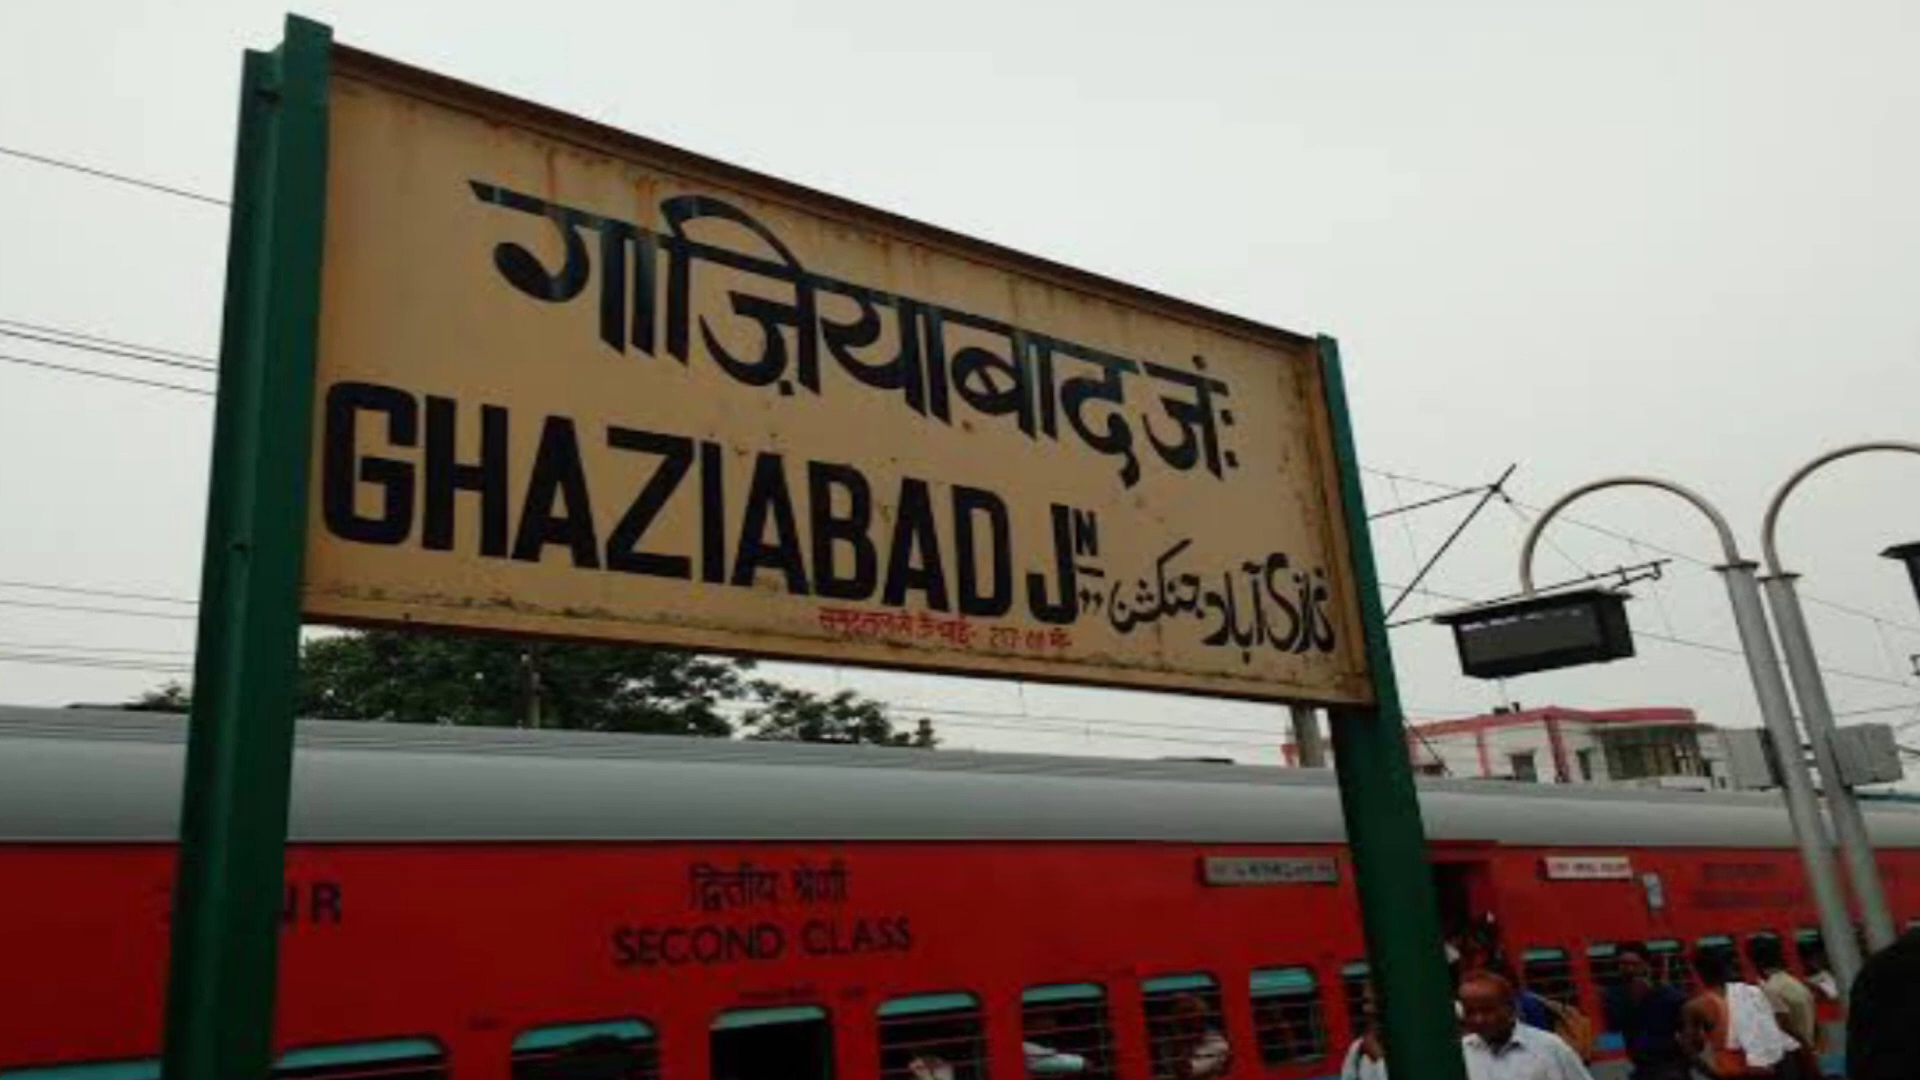 गाज़ियाबाद जं:
GHAZIABAD JN
غازی آباد جنکشن
द्वितीय श्रेणी
SECOND CLASS